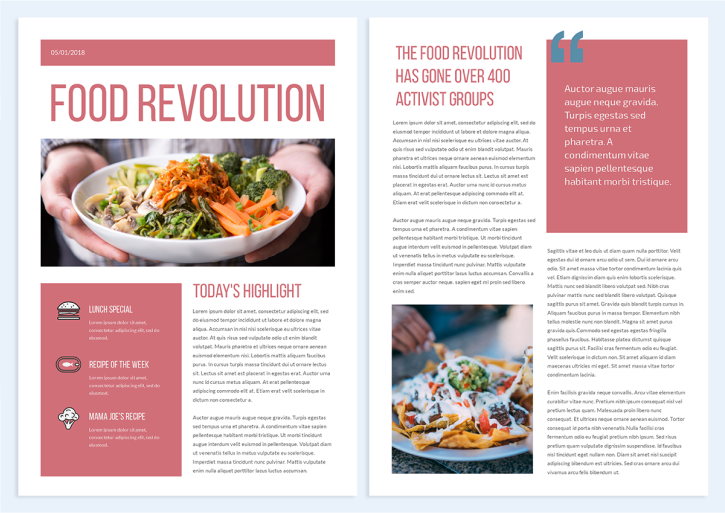 05/01/2018
FOOD REVOLUTION
LUNCH SPECIAL
Lorem ipsum dolor sit amet,
consectetur adipiscing elit, sed do
eiusmod.
RECIPE OF THE WEEK
Lorem ipsum dolor sit amet,
consectetur adipiscing elit, sed do
eiusmod.
MAMA JOE'S RECIPE
Lorem ipsum dolor sit amet,
consectetur adipiscing elit, sed do
eiusmod.
TODAY'S HIGHLIGHT
Lorem ipsum dolor sit amet, consectetur adipiscing elit, sed do
eiusmod tempor incididunt ut labore et dolore magna aliqua.
Accumsan in nisl nisi scelerisque eu ultrices vitae auctor.
At quis risus sed vulputate odio ut enim blandit
volutpat. Mauris pharetra et ultrices neque ornare aenean
euismod elementum nisi. Lobortis mattis aliquam faucibus
purus. In cursus turpis massa tincidunt dui ut ornare lectus
sit. Lectus sit amet est placerat in egestas erat. Auctor urna
nunc id cursus metus aliquam. At erat pellentesque
adipiscing commodo elit at. Etiam erat velit scelerisque in
dictum non consectetur a.
Auctor augue mauris augue neque gravida. Turpis egestas
sed tempus urna et pharetra. A condimentum vitae sapien
pellentesque habitant morbi tristique. Ut morbi tincidunt
augue interdum velit euismod in pellentesque. Volutpat diam
ut venenatis tellus in metus vulputate eu scelerisque.
Imperdiet massa tincidunt nunc pulvinar. Mattis vulputate
enim nulla aliquet porttitor lacus luctus accumsan.
THE FOOD REVOLUTION
HAS GONE OVER 400
ACTIVIST GROUPS
Lorem ipsum dolor sit amet, consectetur adipiscing elit, sed do
eiusmod tempor incididunt ut labore et dolore magna aliqua.
Accumsan in nisl nisi scelerisque eu ultrices vitae auctor. At
quis risus sed vulputate odio ut enim blandit volutpat. Mauris
pharetra et ultrices neque ornare aenean euismod elementum
nisi. Lobortis mattis aliquam faucibus purus. In cursus turpis
massa tincidunt dui ut ornare lectus sit. Lectus sit amet est
placerat in egestas erat. Auctor urna nunc id cursus metus
aliquam. At erat pellentesque adipiscing commodo elit at.
Etiam erat velit scelerisque in dictum non consectetur a.
Auctor augue mauris augue neque gravida. Turpis egestas sed
tempus urna et pharetra. A condimentum vitae sapien
pellentesque habitant morbi tristique. Ut morbi tincidunt
augue interdum velit euismod in pellentesque. Volutpat diam
ut venenatis tellus in metus vulputate eu scelerisque.
Imperdiet massa tincidunt nunc pulvinar. Mattis vulputate
enim nulla aliquet porttitor lacus luctus accumsan. Convallis a
cras semper auctor neque. sapien eget mi proin sed libero
enim sed.
Auctor augue mauris
augue neque gravida.
Turpis egestas sed
tempus urna et
pharetra. A
condimentum vitae
sapien pellentesque
habitant morbi tristique.
Sagittis vitae et leo duis ut diam quam nulla porttitor. Velit
egestas dui id ornare arcu odio ut sem. Dui id ornare arcu
odio. Sit amet massa vitae tortor condimentum lacinia quis
vel. Etiam dignissim diam quis enim lobortis scelerisque.
Mattis nunc sed blandit libero volutpat sed. Nibh cras
pulvinar mattis nunc sed blandit libero volutpat. Quisque
sagittis purus sit amet. Gravida quis blandit turpis cursus in.
Aliquam faucibus purus in massa tempor. Elementum nibh
tellus molestie nunc non blandit. Magna sit amet purus
gravida quis.Commodo sed egestas egestas fringilla
phasellus faucibus. Habitasse platea dictumst quisque
sagittis purus sit. Facilisi cras fermentum odio eu feugiat.
Velit scelerisque in dictum non. Sit amet aliquam id diam
maecenas ultricies mi eget. Sit amet massa vitae tortor
condimentum lacinia.
Enim facilisis gravida neque convallis. Arcu vitae elementum
curabitur vitae nunc. Pretium nibh ipsum consequat nisl vel
pretium lectus quam. Malesuada proin libero nunc
consequat. Et ultrices neque ornare aenean euismod. Tortor
consequat id porta nibh venenatis.Nulla facilisi cras
fermentum odio eu feugiat pretium nibh ipsum. Sed risus
pretium quam vulputate dignissim suspendisse. Id faucibus
nisl tincidunt eget nullam non. Diam sit amet nisl suscipit
adipiscing bibendum est ultricies. Sed cras ornare arcu dui
vivamus arcu felis bibendum ut.